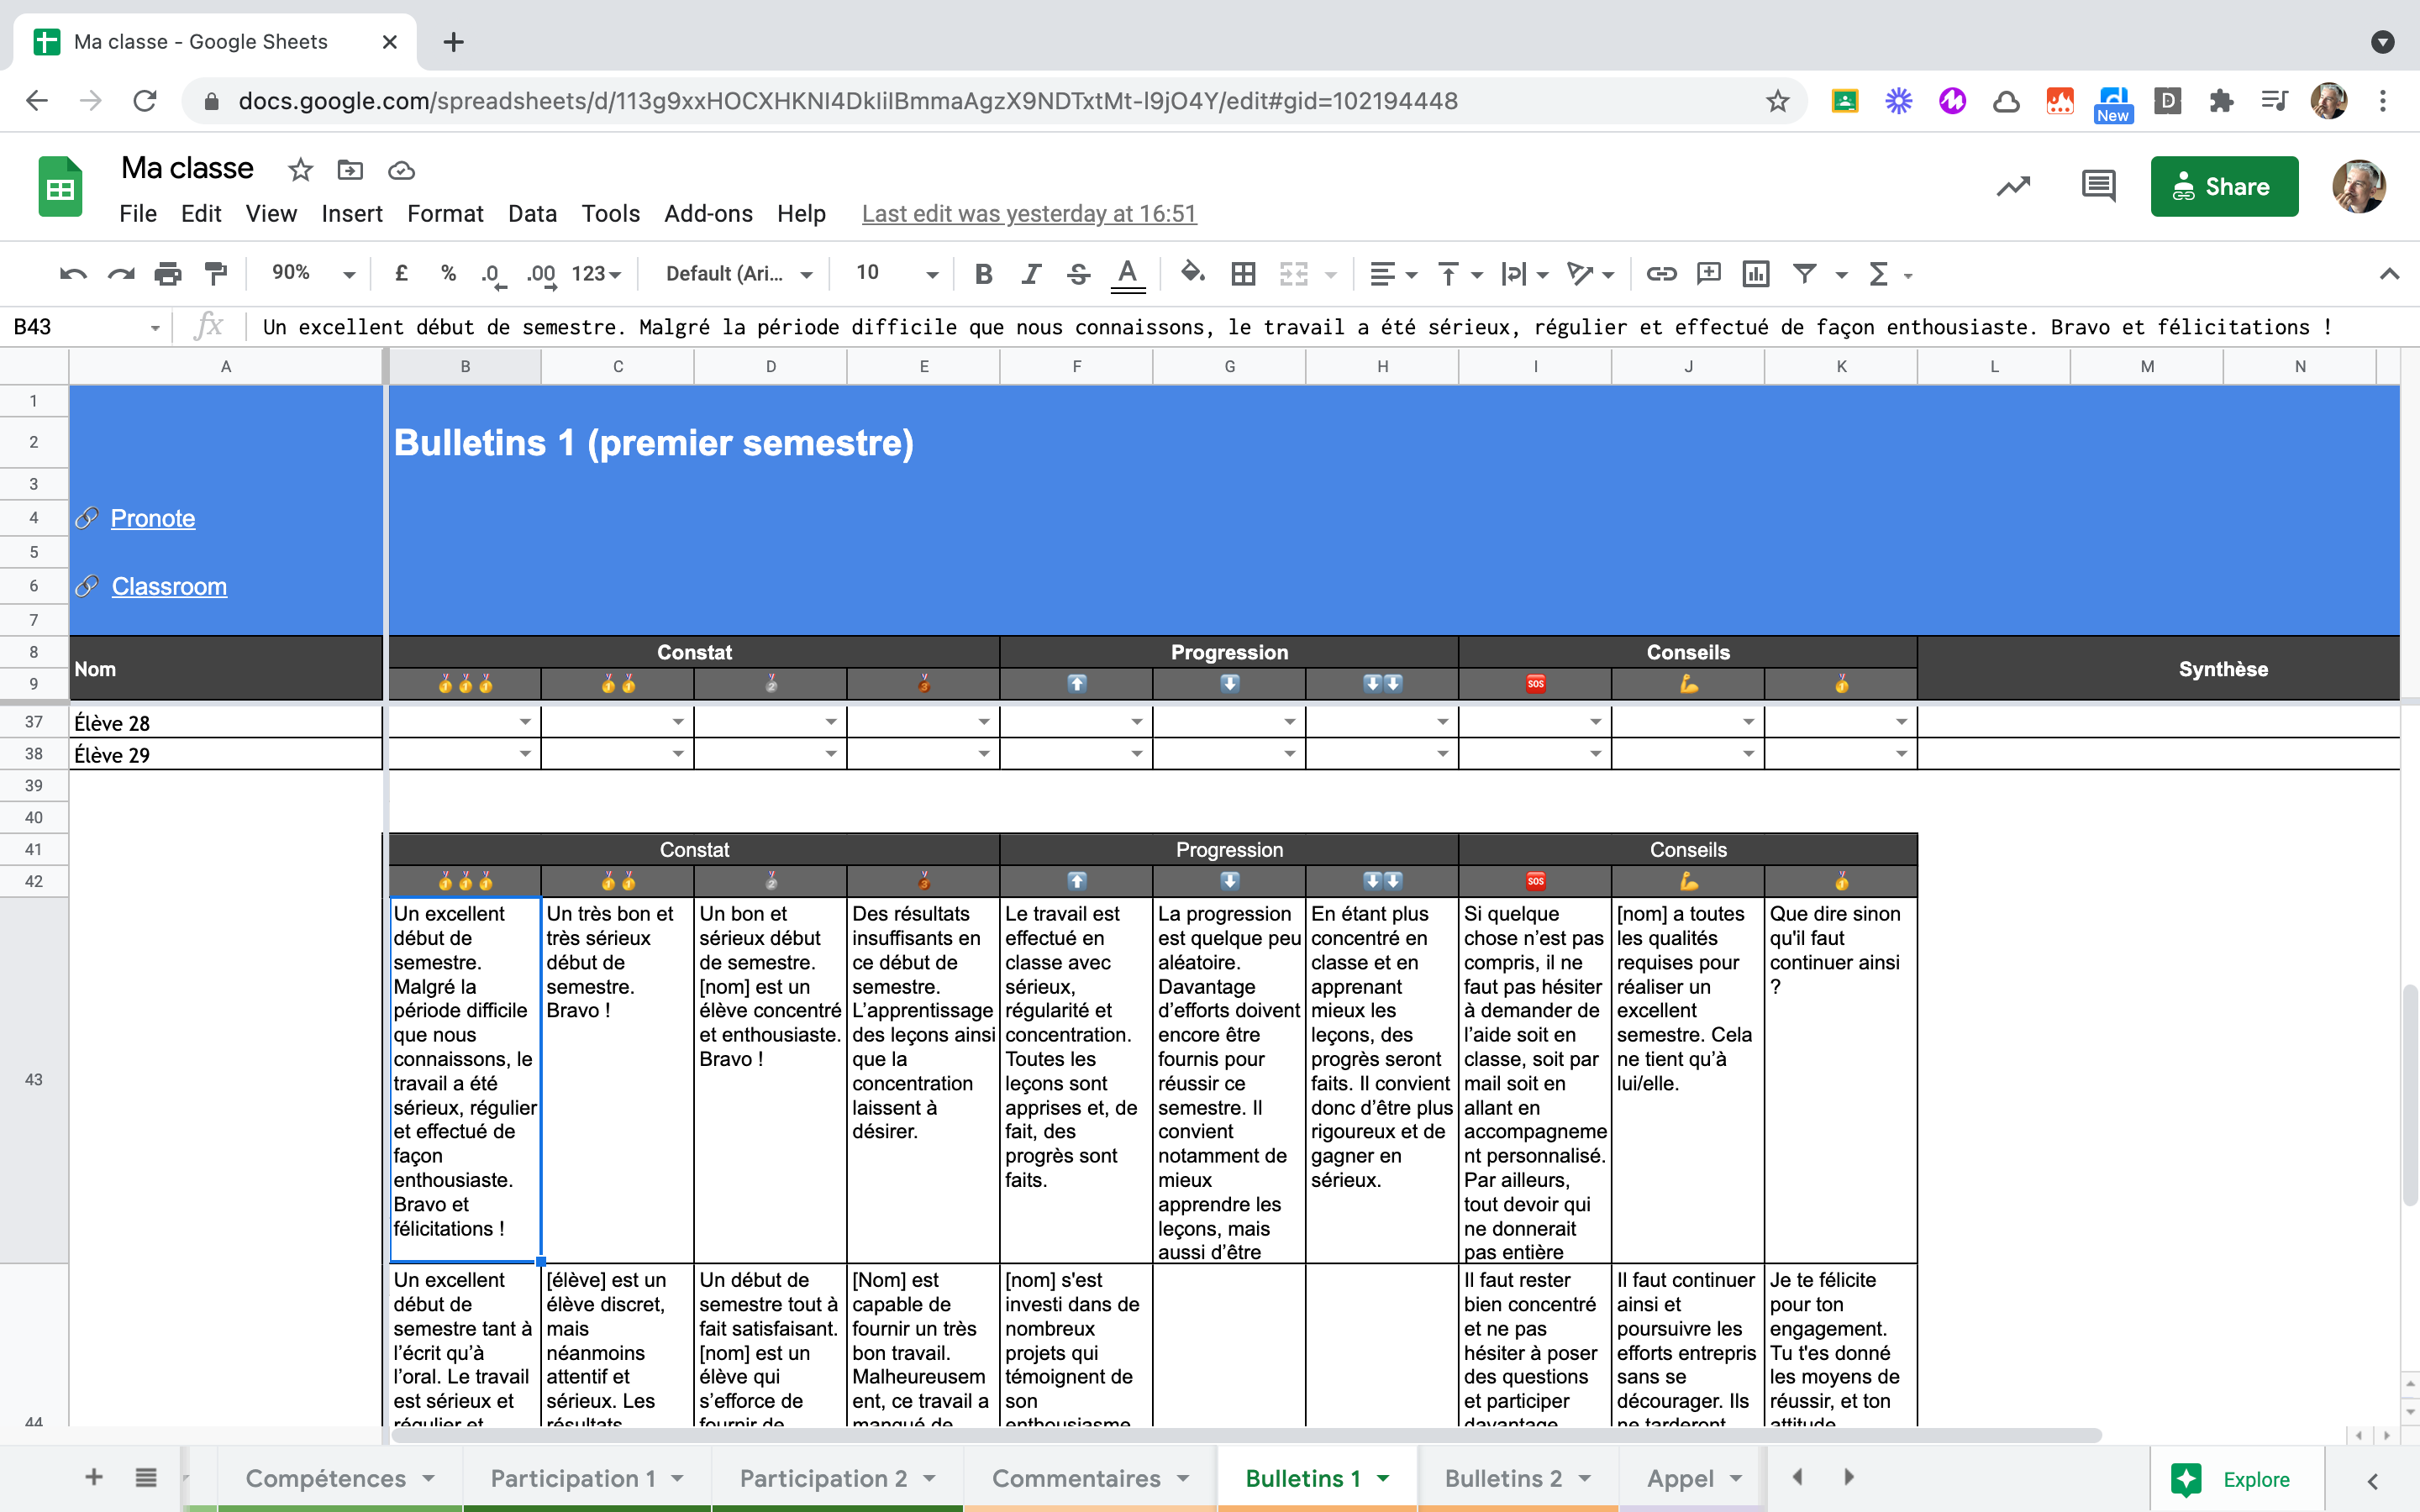 Ma classe - Google Sheets
docs.google.com/spreadsheets/d/113g9xxHOCXHKNI4DkIiIBmmaAgzX9NDTxtMt-I9jO4Y/edit#gid=102194448
New
Ma classe
File Edit View Insert Format Data Tools Add-ons Help Last edit was yesterday at 16:51
Share
90% £ % .0 .00 123 Default (Ari... 10 B I S A
B43 fx Un excellent début de semestre. Malgré la période difficile que nous connaissons, le travail a été sérieux, régulier et effectué de façon enthousiaste. Bravo et félicitations !
A B C D E F G H I J K L M N
1
2 Bulletins 1 (premier semestre)
3
4 Pronote
5
6 Classroom
7
8 Nom Constat Progression Conseils Synthèse
9 SOS
37 Élève 28
38 Élève 29
39
40
41 Constat Progression Conseils
42 SOS
43
Un excellent
début de
semestre.
Malgré la
période difficile
que nous
connaissons, le
travail a été
sérieux, régulier
et effectué de
façon
enthousiaste.
Bravo et
félicitations !
Un très bon et
très sérieux
début de
semestre.
Bravo !
Un bon et
sérieux début
de semestre.
[nom] est un
élève concentré
et enthousiaste.
Bravo !
Des résultats
insuffisants en
ce début de
semestre.
L’apprentissage
des leçons ainsi
que la
concentration
laissent à
désirer.
Le travail est
effectué en
classe avec
sérieux,
régularité et
concentration.
Toutes les
leçons sont
apprises et, de
fait, des
progrès sont
faits.
La progression
est quelque peu
aléatoire.
Davantage
d’efforts doivent
encore être
fournis pour
réussir ce
semestre. Il
convient
notamment de
mieux
apprendre les
leçons, mais
aussi d’être
En étant plus
concentré en
classe et en
apprenant
mieux les
leçons, des
progrès seront
faits. Il convient
donc d’être plus
rigoureux et de
gagner en
sérieux.
Si quelque
chose n’est pas
compris, il ne
faut pas hésiter
à demander de
l’aide soit en
classe, soit par
mail soit en
allant en
accompagneme
nt personnalisé.
Par ailleurs,
tout devoir qui
ne donnerait
pas entière
[nom] a toutes
les qualités
requises pour
réaliser un
excellent
semestre. Cela
ne tient qu’à
lui/elle.
Que dire sinon
qu'il faut
continuer ainsi
?
44
Un excellent
début de
semestre tant à
l’écrit qu’à
l’oral. Le travail
est sérieux et
régulier et
[élève] est un
élève discret,
mais
néanmoins
attentif et
sérieux. Les
résultats
Un début de
semestre tout à
fait satisfaisant.
[nom] est un
élève qui
s’efforce de
fournir de
[Nom] est
capable de
fournir un très
bon travail.
Malheureusem
ent, ce travail a
manqué de
[nom] s'est
investi dans de
nombreux
projets qui
témoignent de
son
enthousiasme
Il faut rester
bien concentré
et ne pas
hésiter à poser
des questions
et participer
davantage
Il faut continuer
ainsi et
poursuivre les
efforts entrepris
sans se
décourager. Ils
ne tarderont
Je te félicite
pour ton
engagement.
Tu t'es donné
les moyens de
réussir, et ton
attitude
Compétences Participation 1 Participation 2 Commentaires Bulletins 1 Bulletins 2 Appel Explore